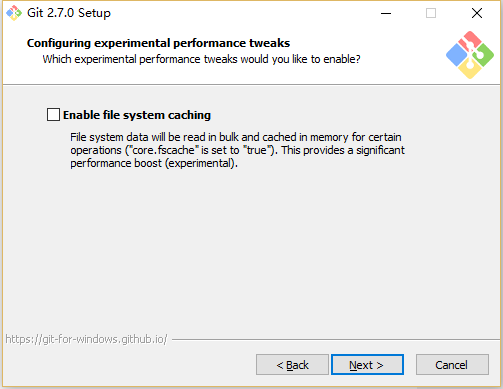 Git 2.7.0 Setup
Configuring experimental performance tweaks
Which experimental performance tweaks would you like to enable?
Enable file system caching
File system data will be read in bulk and cached in memory for certain
operations ("core.fscache" is set to "true"). This provides a significant
performance boost (experimental).
https://git-for-windows.github.io/
< Back
Next >
Cancel